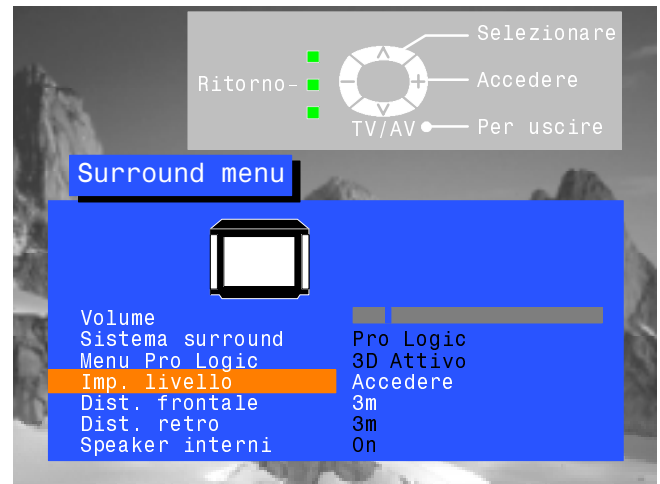 Selezionare
Ritorno- Accedere
TV/AV Per uscire
Surround menu
Volume
Sistema surround Pro Logic
Menu Pro Logic 3D Attivo
Imp. livello Accedere
Dist. frontale 3m
Dist. retro 3m
Speaker interni On